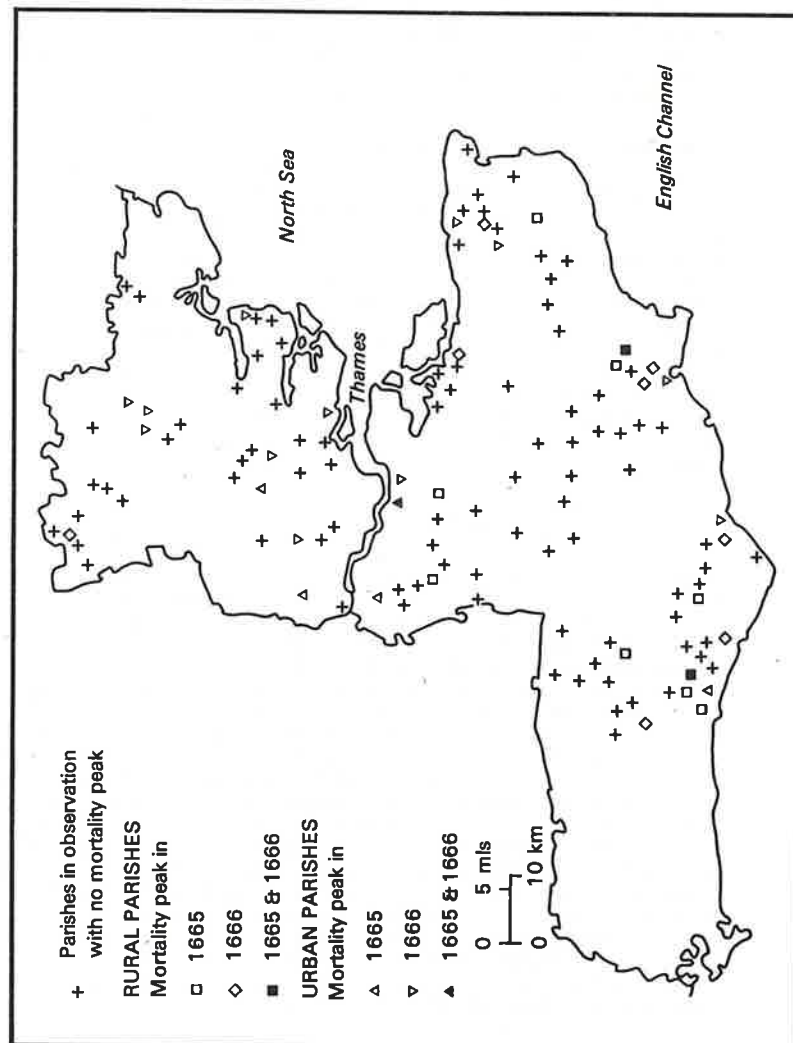 + Parishes in observation
with no mortality peak
RURAL PARISHES
Mortality peak in
□ 1665
◇ 1666
■ 1665 & 1666
URBAN PARISHES
Mortality peak in
△ 1665
▽ 1666
▲ 1665 & 1666
0 5 mls
0 10 km
North Sea
Thames
English Channel